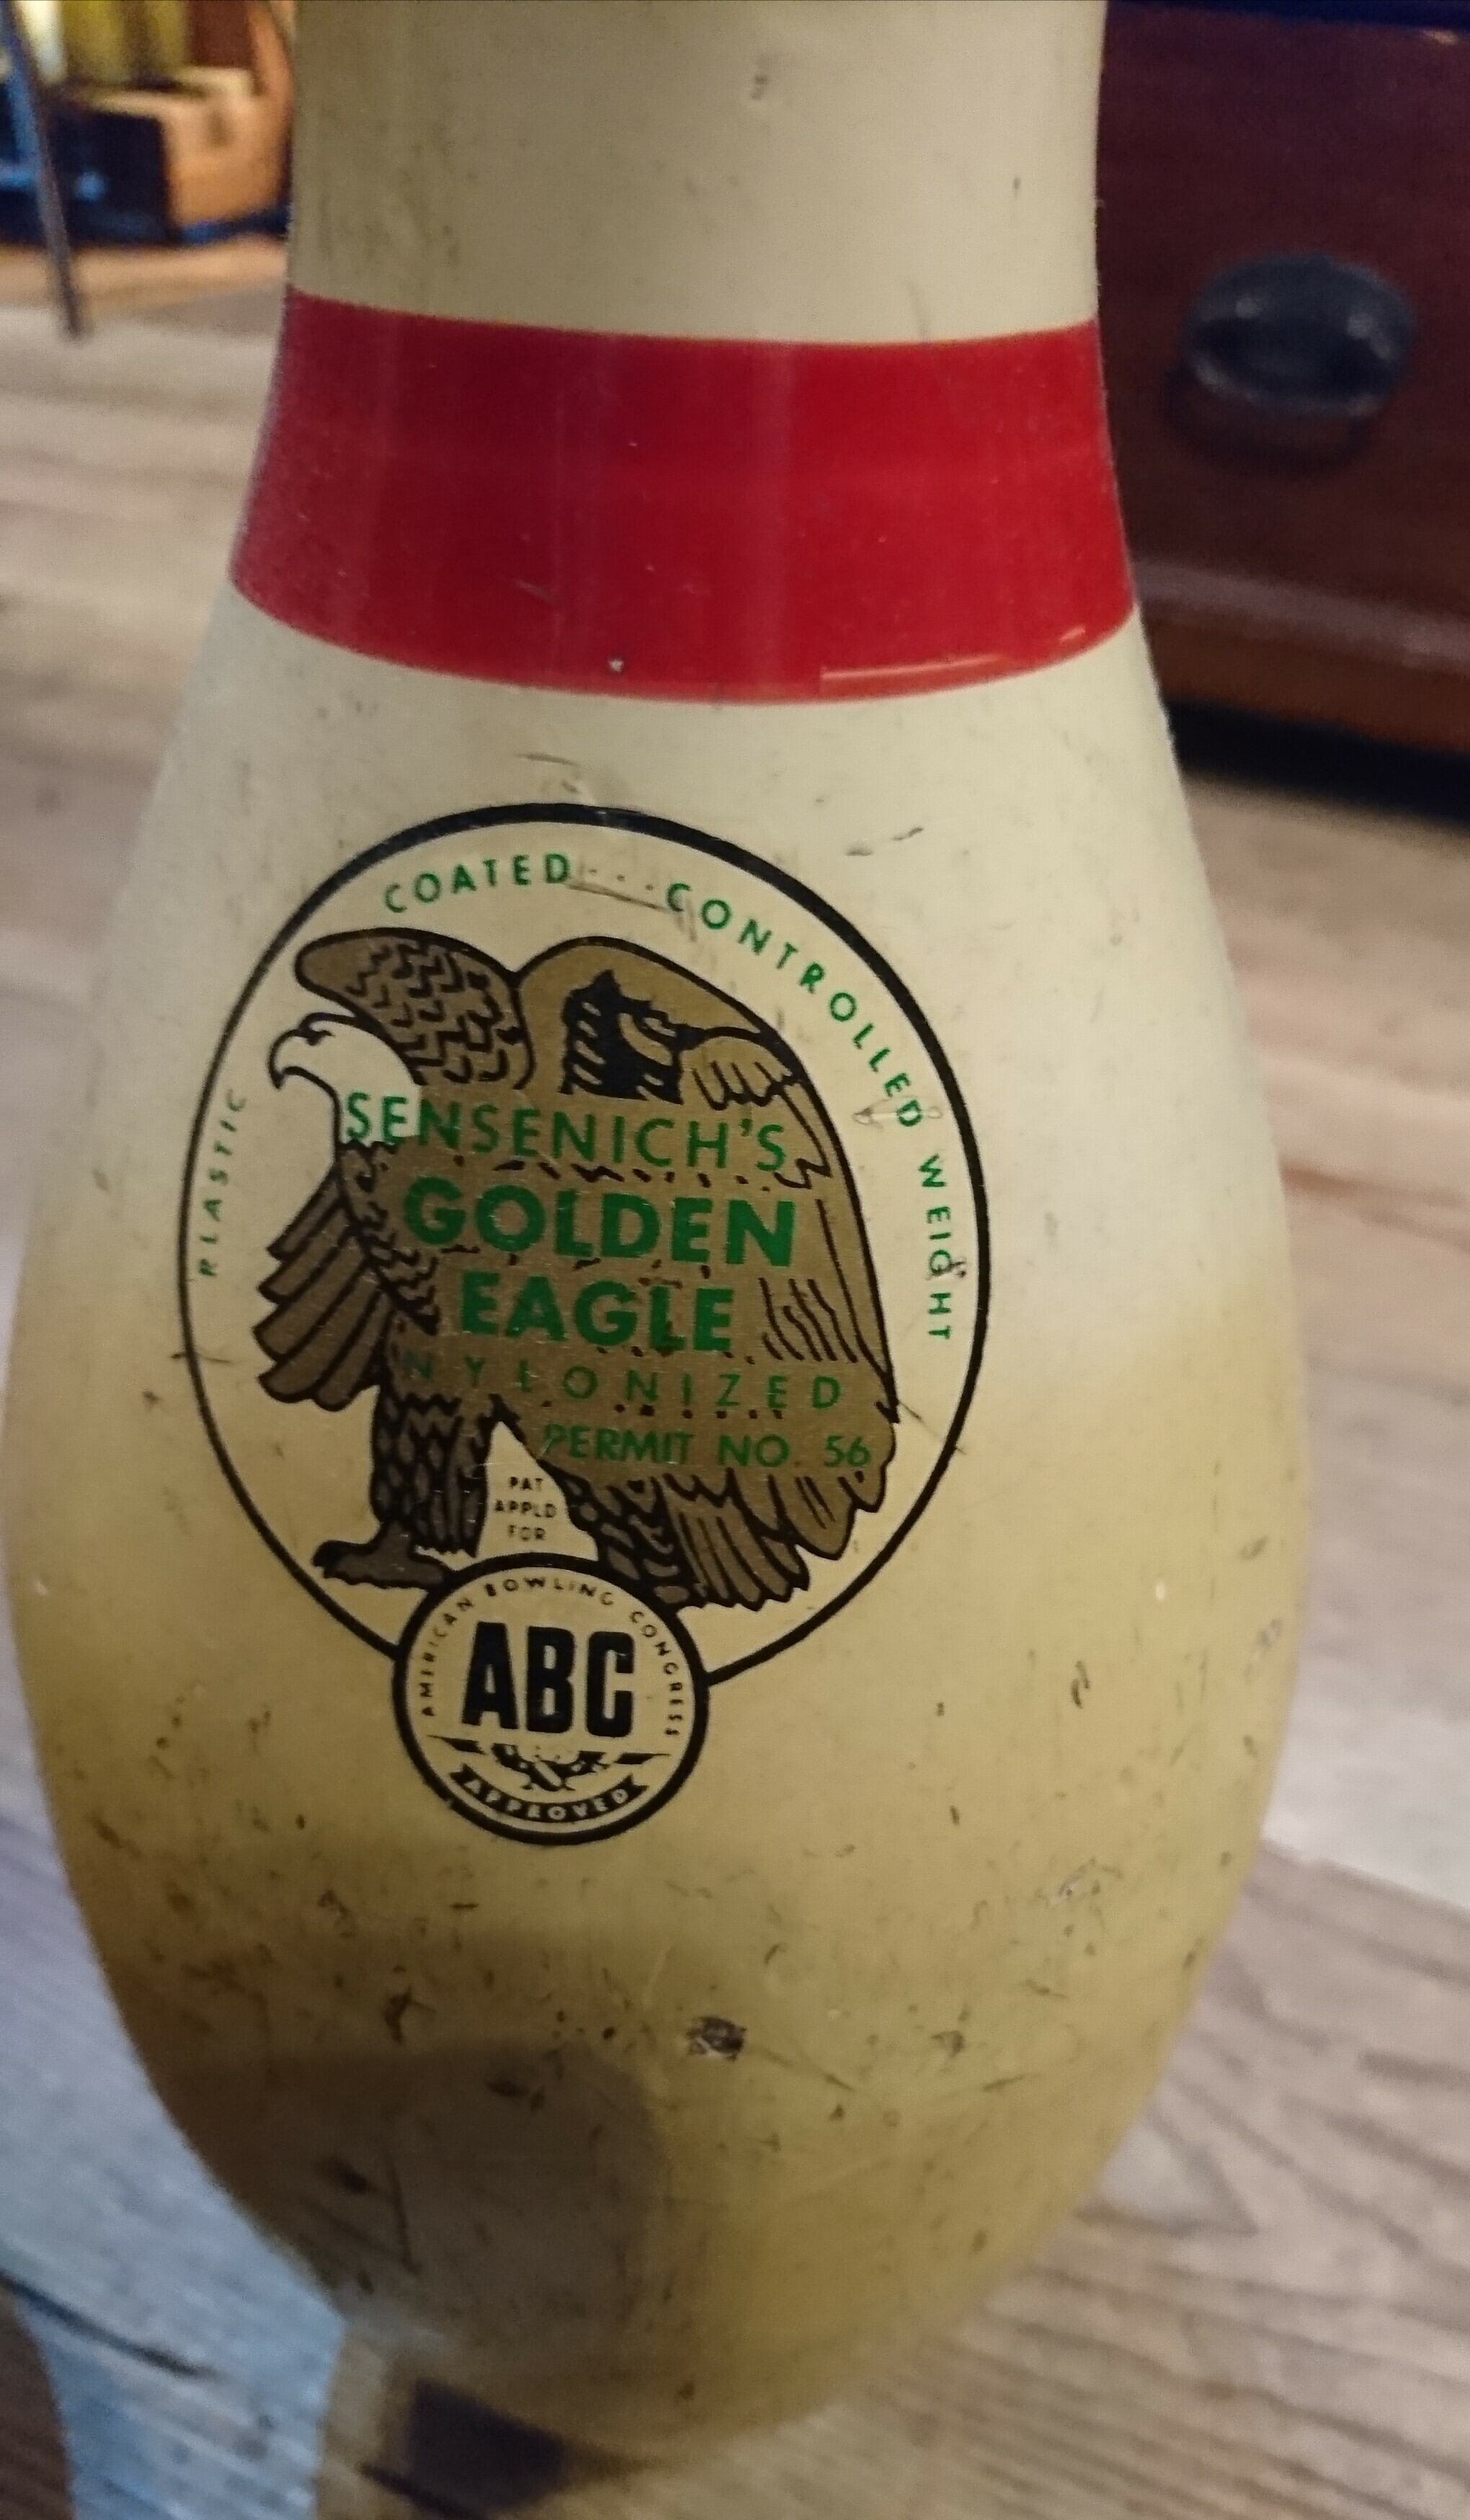 PLASTIC COATED · · · CONTROLLED WEIGHT
SENSENICH'S
GOLDEN
EAGLE
NYLONIZED
PERMIT NO. 56
PAT
APPLD
FOR
AMERICAN BOWLING CONGRESS
ABC
APPROVED